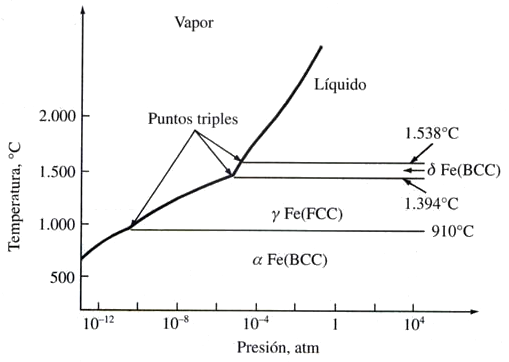 Vapor
Líquido
Puntos triples
2.000
1.538°C
1.500
δ Fe(BCC)
1.394°C
γ Fe(FCC)
1.000
910°C
α Fe(BCC)
500
Temperatura, °C
10⁻¹² 10⁻⁸ 10⁻⁴ 1 10⁴
Presión, atm